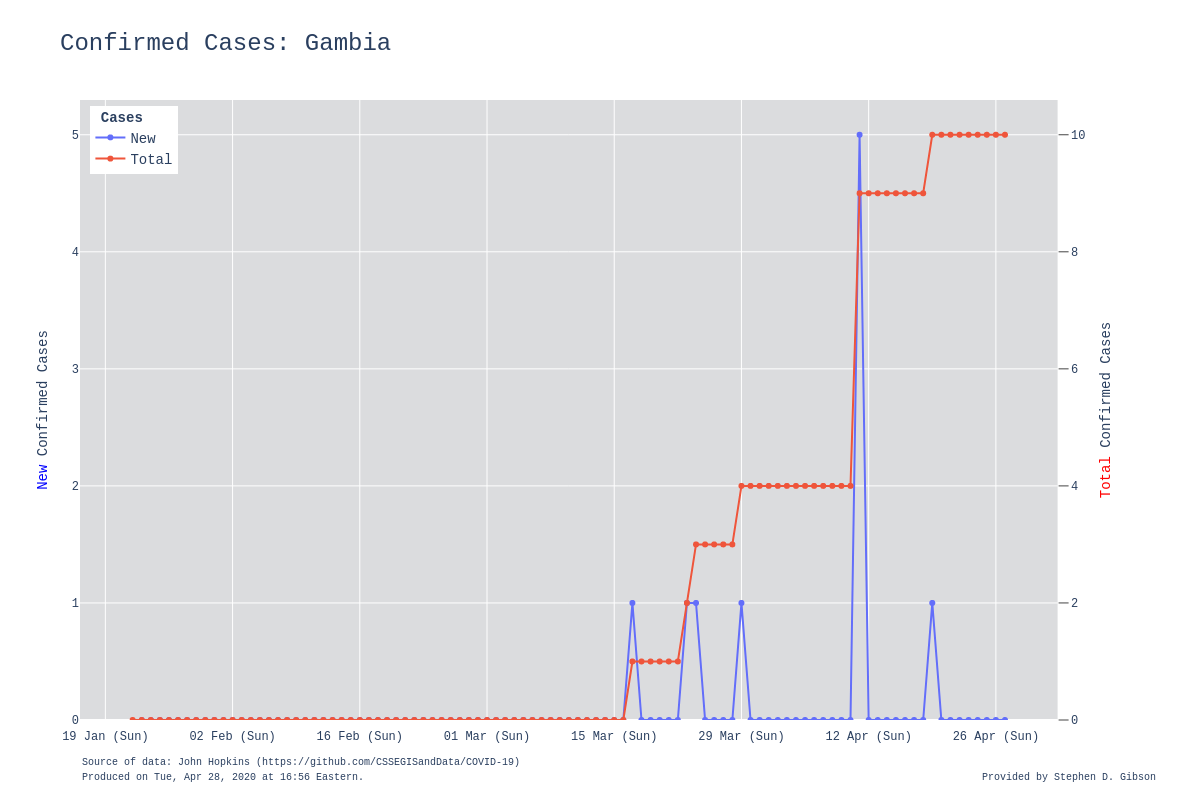 Confirmed Cases: Gambia
Cases
New
Total
5
4
3
2
1
0
New Confirmed Cases
10
8
6
4
2
0
Total Confirmed Cases
19 Jan (Sun) 02 Feb (Sun) 16 Feb (Sun) 01 Mar (Sun) 15 Mar (Sun) 29 Mar (Sun) 12 Apr (Sun) 26 Apr (Sun)
Source of data: John Hopkins (https://github.com/CSSEGISandData/COVID-19)
Produced on Tue, Apr 28, 2020 at 16:56 Eastern.
Provided by Stephen D. Gibson